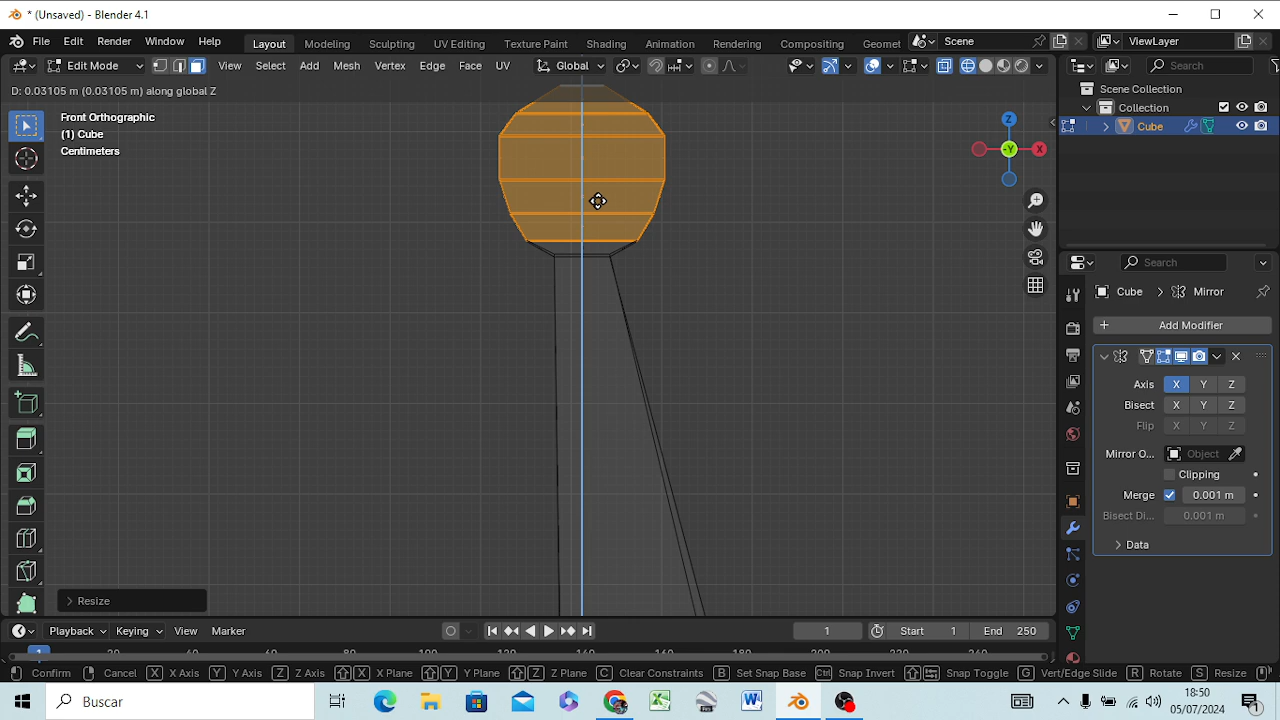 * (Unsaved) - Blender 4.1
File Edit Render Window Help Layout Modeling Sculpting UV Editing Texture Paint Shading Animation Rendering Compositing Geomet Scene ViewLayer
Edit Mode View Select Add Mesh Vertex Edge Face UV Global Search
D: 0.03105 m (0.03105 m) along global Z
Scene Collection
Collection
Cube
Front Orthographic
(1) Cube
Centimeters
Z
-Y
X
Search
Cube > Mirror
+ Add Modifier
Axis X Y Z
Bisect X Y Z
Flip X Y Z
Mirror O... Object
Clipping
Merge 0.001 m
Bisect Di... 0.001 m
> Data
> Resize
Playback Keying View Marker 1 Start 1 End 250
1
Confirm Cancel X X Axis Y Y Axis Z Z Axis X X Plane Y Y Plane Z Z Plane C Clear Constraints B Set Snap Base Ctrl Snap Invert Snap Toggle G Vert/Edge Slide R Rotate S Resize
Buscar
18:50
05/07/2024
1